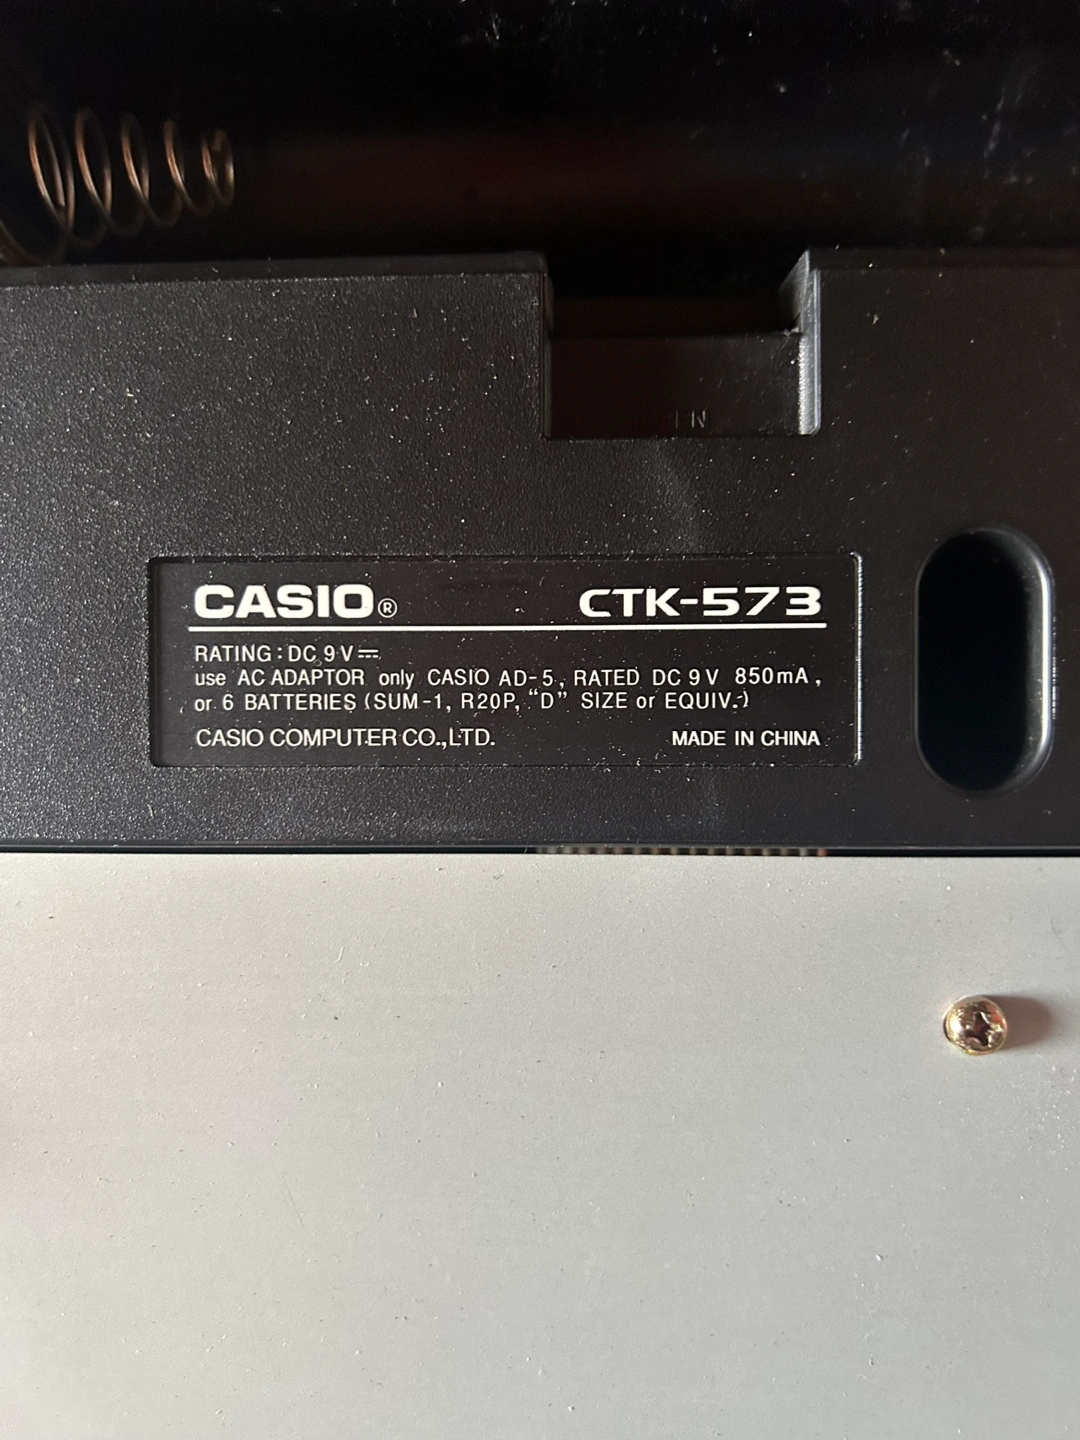 IN
CASIO® CTK-573
RATING : DC 9 V ⎓
use AC ADAPTOR only CASIO AD-5, RATED DC 9 V 850mA,
or 6 BATTERIES (SUM-1, R20P, "D" SIZE or EQUIV.)
CASIO COMPUTER CO.,LTD. MADE IN CHINA